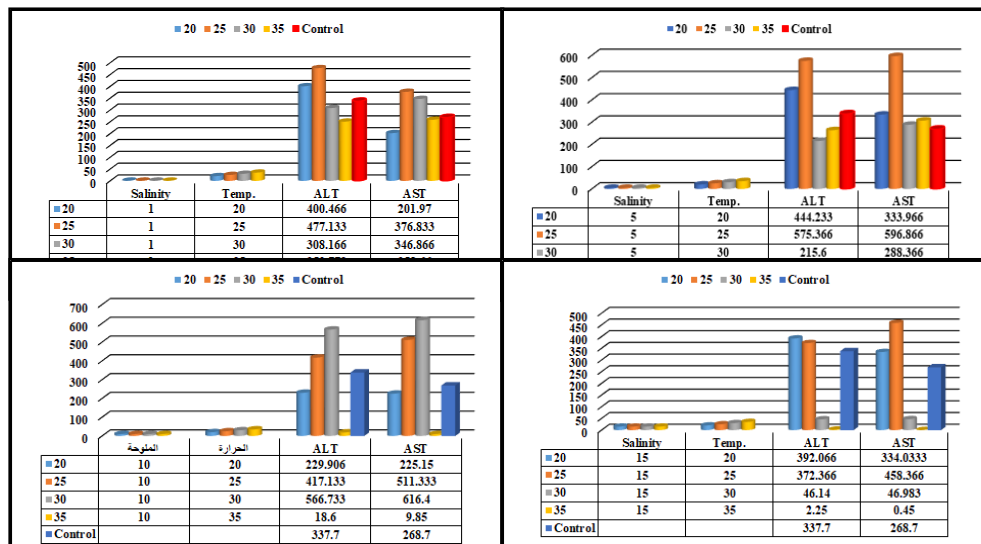 20 25 30 35 Control
500
450
400
350
300
250
200
150
100
50
0
Salinity Temp. ALT AST
20 1 20 400.466 201.97
25 1 25 477.133 376.833
30 1 30 308.166 346.866
20 25 30 35 Control
600
500
400
300
200
100
0
Salinity Temp. ALT AST
20 5 20 444.233 333.966
25 5 25 575.366 596.866
30 5 30 215.6 288.366
20 25 30 35 Control
700
600
500
400
300
200
100
0
الملوحة الحرارة ALT AST
20 10 20 229.906 225.15
25 10 25 417.133 511.333
30 10 30 566.733 616.4
35 10 35 18.6 9.85
Control 337.7 268.7
20 25 30 35 Control
500
450
400
350
300
250
200
150
100
50
0
Salinity Temp. ALT AST
20 15 20 392.066 334.0333
25 15 25 372.366 458.366
30 15 30 46.14 46.983
35 15 35 2.25 0.45
Control 337.7 268.7